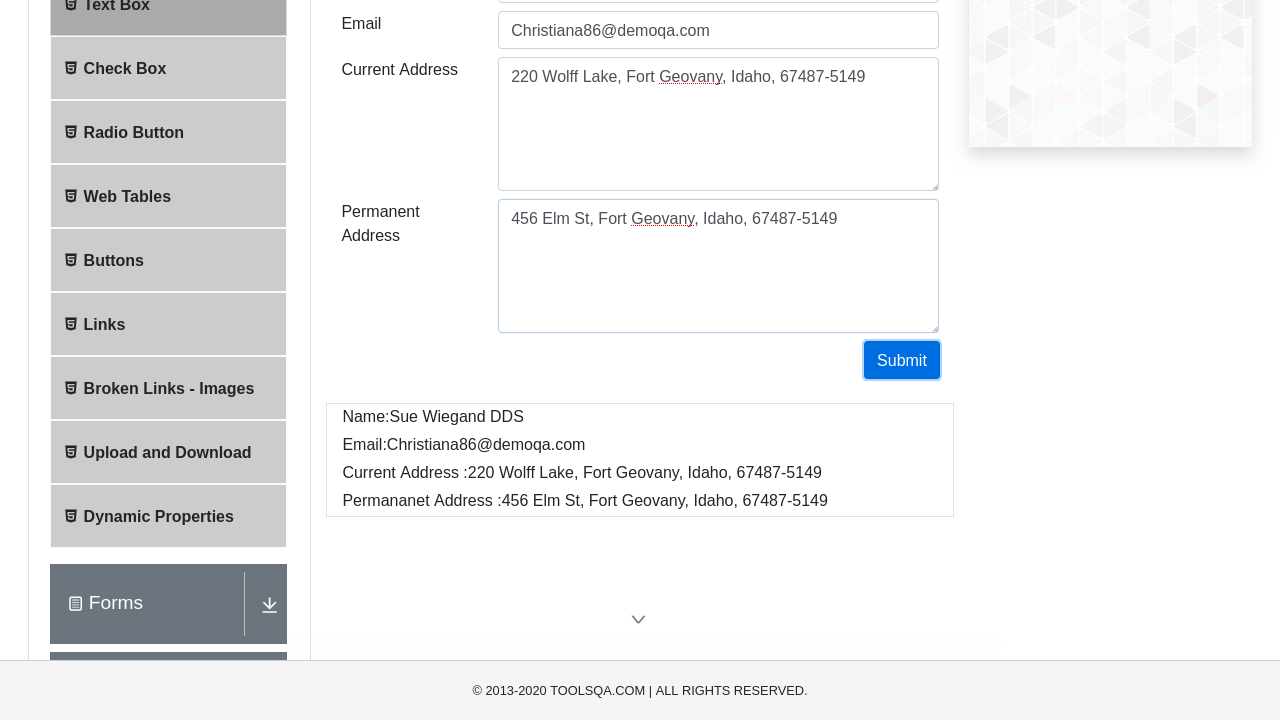 Text Box
Check Box
Radio Button
Web Tables
Buttons
Links
Broken Links - Images
Upload and Download
Dynamic Properties
Forms
Email
Christiana86@demoqa.com
Current Address
220 Wolff Lake, Fort Geovany, Idaho, 67487-5149
Permanent
Address
456 Elm St, Fort Geovany, Idaho, 67487-5149
Submit
Name:Sue Wiegand DDS
Email:Christiana86@demoqa.com
Current Address :220 Wolff Lake, Fort Geovany, Idaho, 67487-5149
Permananet Address :456 Elm St, Fort Geovany, Idaho, 67487-5149
© 2013-2020 TOOLSQA.COM | ALL RIGHTS RESERVED.